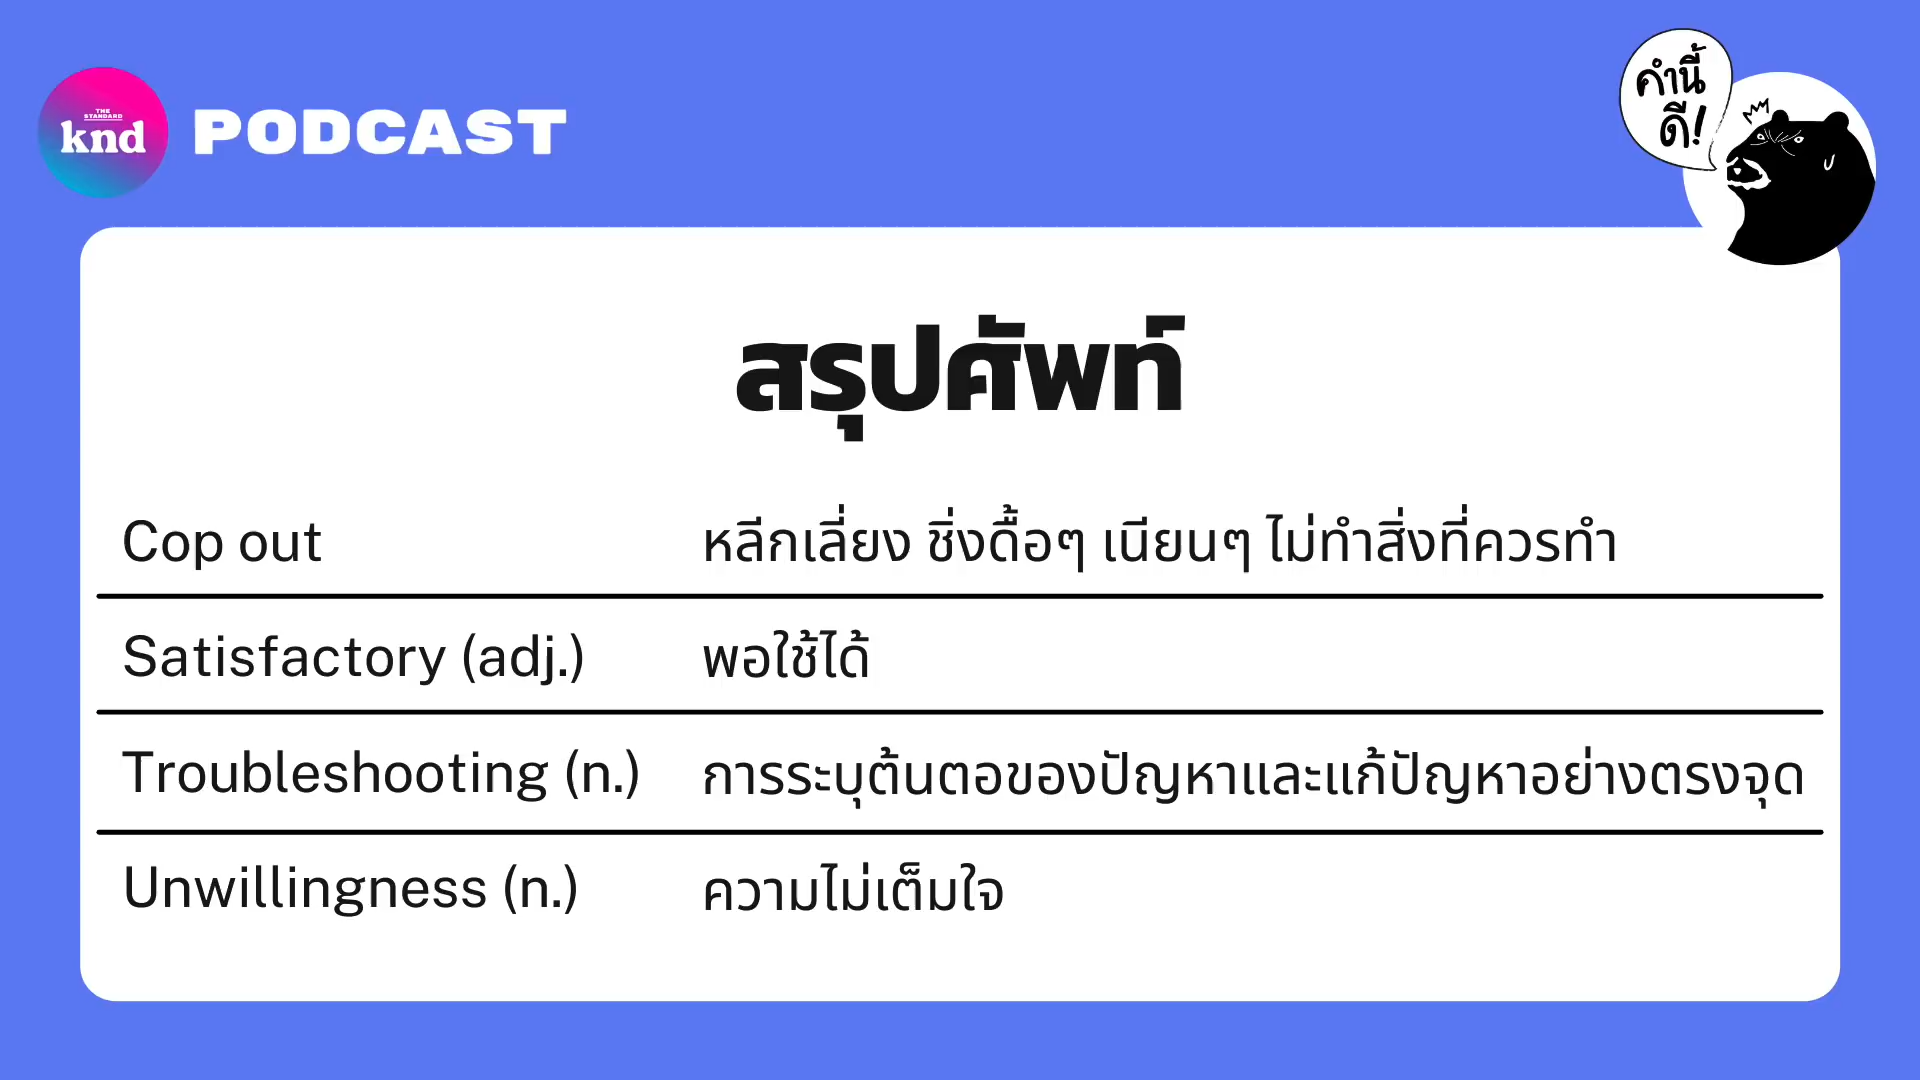 THE
STANDARD
knd
PODCAST
คำนี้
ดี!
สรุปศัพท์
Cop out หลีกเลี่ยง ชิ่งดื้อๆ เนียนๆ ไม่ทำสิ่งที่ควรทำ
Satisfactory (adj.) พอใช้ได้
Troubleshooting (n.) การระบุต้นตอของปัญหาและแก้ปัญหาอย่างตรงจุด
Unwillingness (n.) ความไม่เต็มใจ